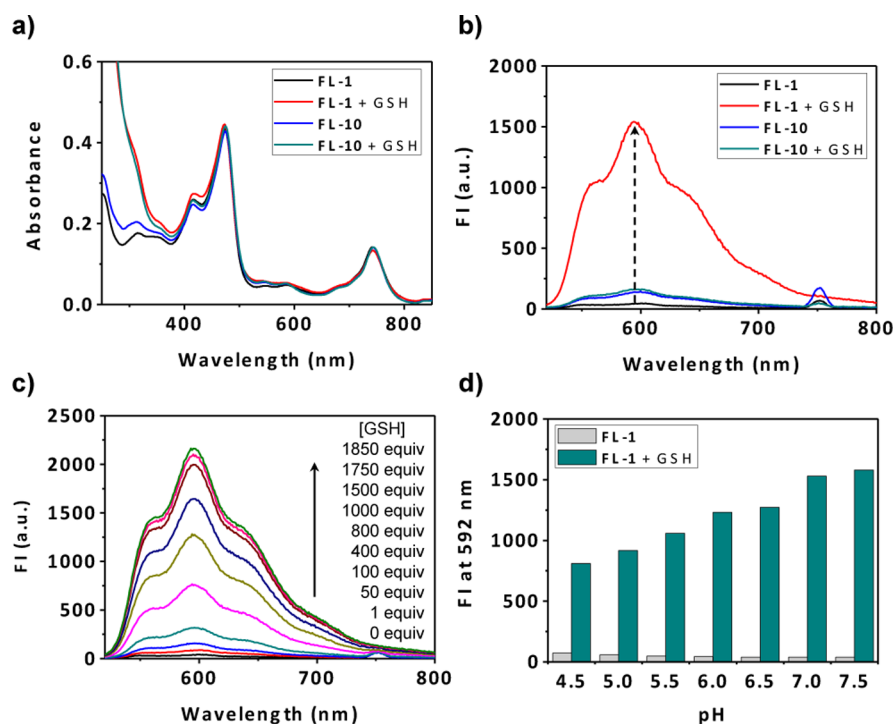 a)
0.6
0.4
0.2
0.0
Absorbance
400
600
800
Wavelength (nm)
FL-1
FL-1 + GSH
FL-10
FL-10 + GSH
b)
2000
1500
1000
500
0
FI (a.u.)
600
700
800
Wavelength (nm)
FL-1
FL-1 + GSH
FL-10
FL-10 + GSH
c)
2500
2000
1500
1000
500
0
FI (a.u.)
600
700
800
Wavelength (nm)
[GSH]
1850 equiv
1750 equiv
1500 equiv
1000 equiv
800 equiv
400 equiv
100 equiv
50 equiv
1 equiv
0 equiv
d)
2000
1500
1000
500
0
FI at 592 nm
4.5 5.0 5.5 6.0 6.5 7.0 7.5
pH
FL-1
FL-1 + GSH